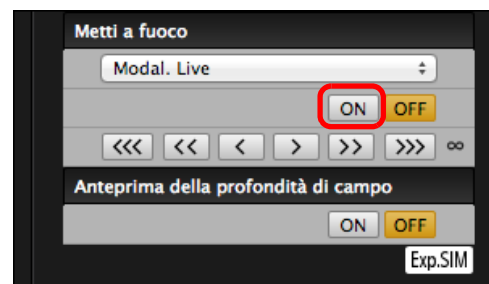 Metti a fuoco
Modal. Live
ON OFF
<<< << < > >> >>> ∞
Anteprima della profondità di campo
ON OFF
Exp.SIM